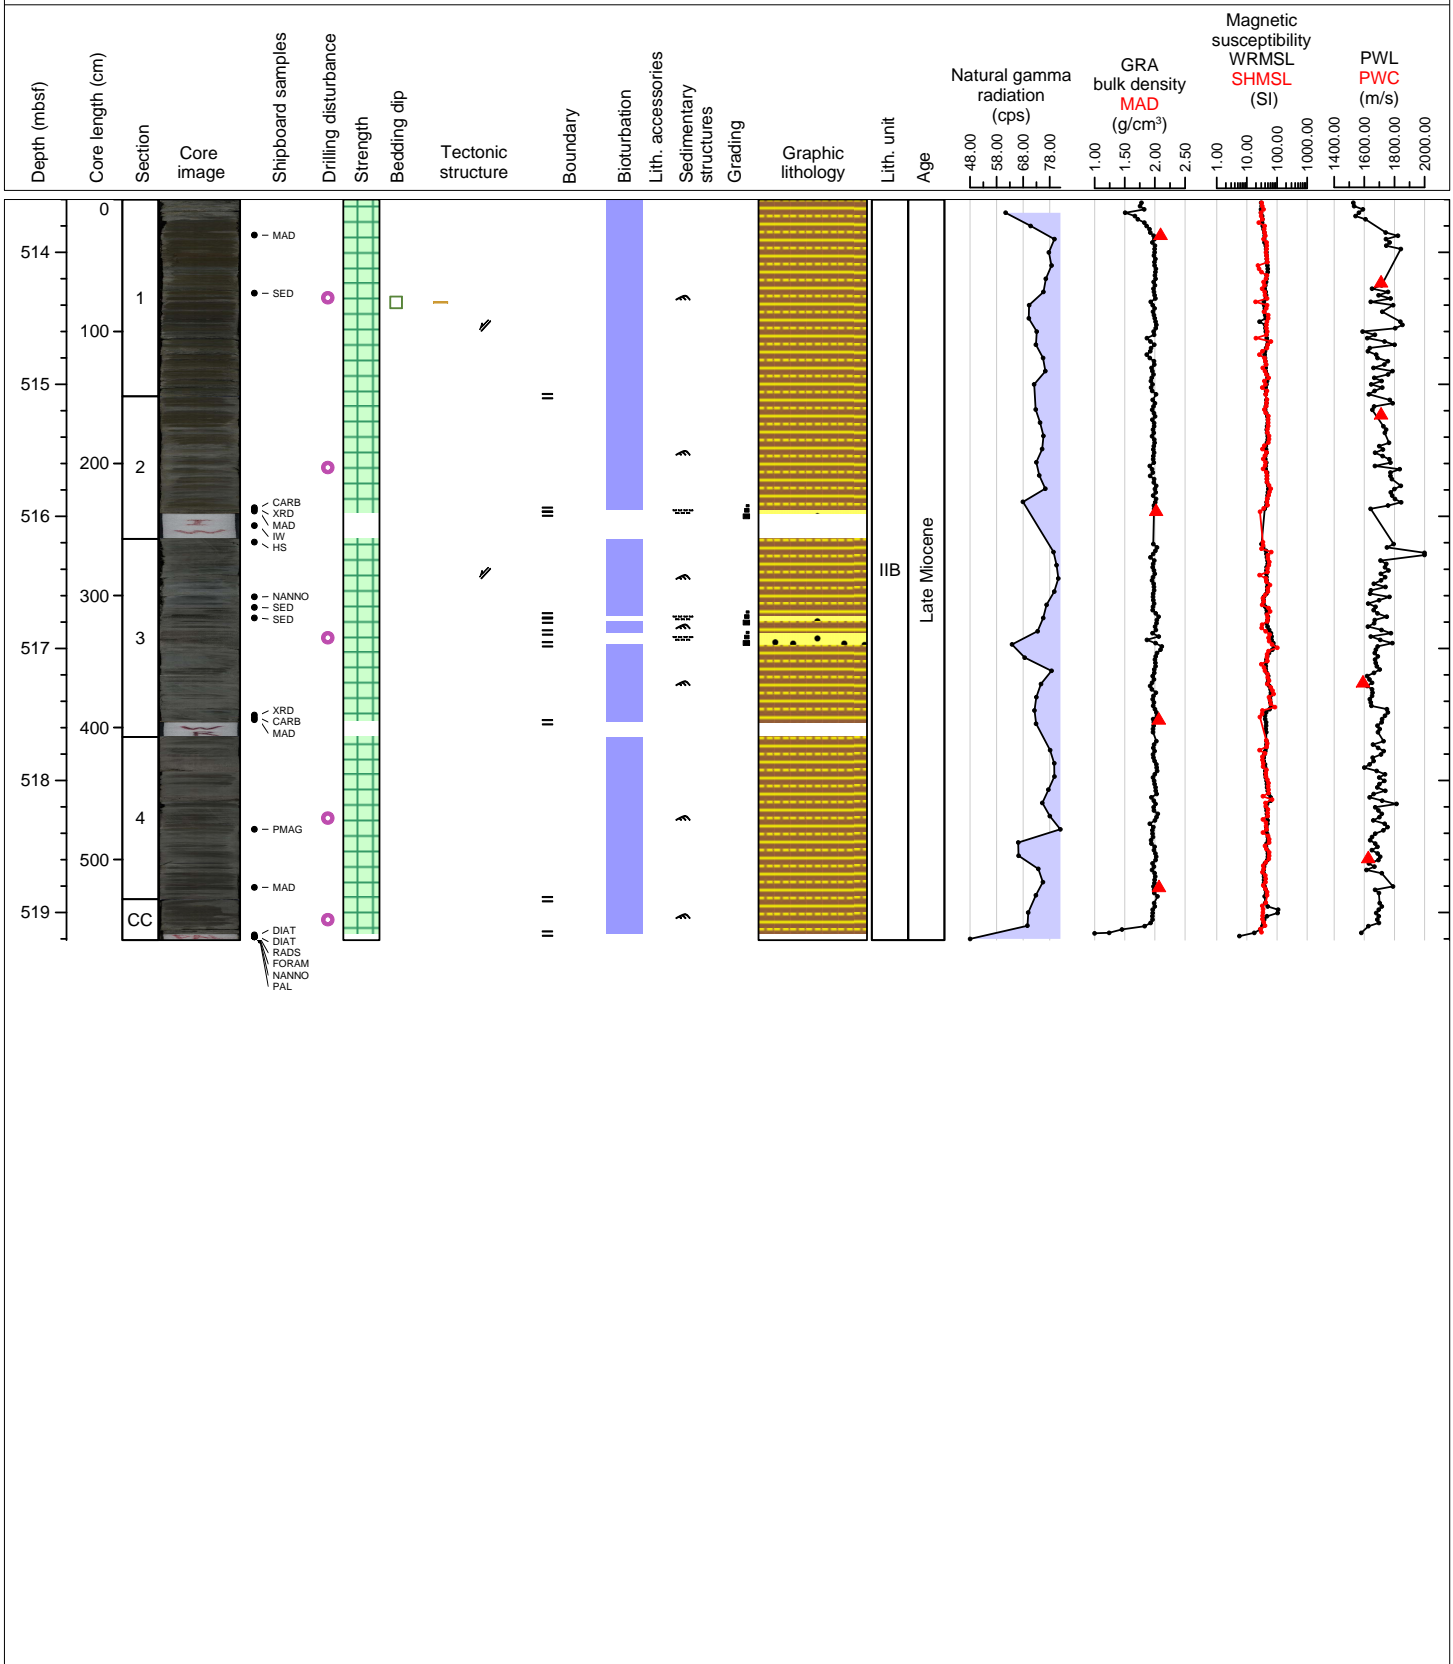 Depth (mbsf)
Core length (cm)
Section
Core
image
Shipboard samples
Drilling disturbance
Strength
Bedding dip
Tectonic
structure
Boundary
Bioturbation
Lith. accessories
Sedimentary
structures
Grading
Graphic
lithology
Lith. unit
Age
Natural gamma
radiation
(cps)
48.00
58.00
68.00
78.00
GRA
bulk density
MAD
(g/cm³)
1.00
1.50
2.00
2.50
Magnetic
susceptibility
WRMSL
SHMSL
(SI)
1.00
10.00
100.00
1000.00
PWL
PWC
(m/s)
1400.00
1600.00
1800.00
2000.00
514
515
516
517
518
519
0
100
200
300
400
500
1
2
3
4
CC
MAD
SED
CARB
XRD
MAD
IW
HS
NANNO
SED
SED
XRD
CARB
MAD
PMAG
MAD
DIAT
DIAT
RADS
FORAM
NANNO
PAL
IIB
Late Miocene